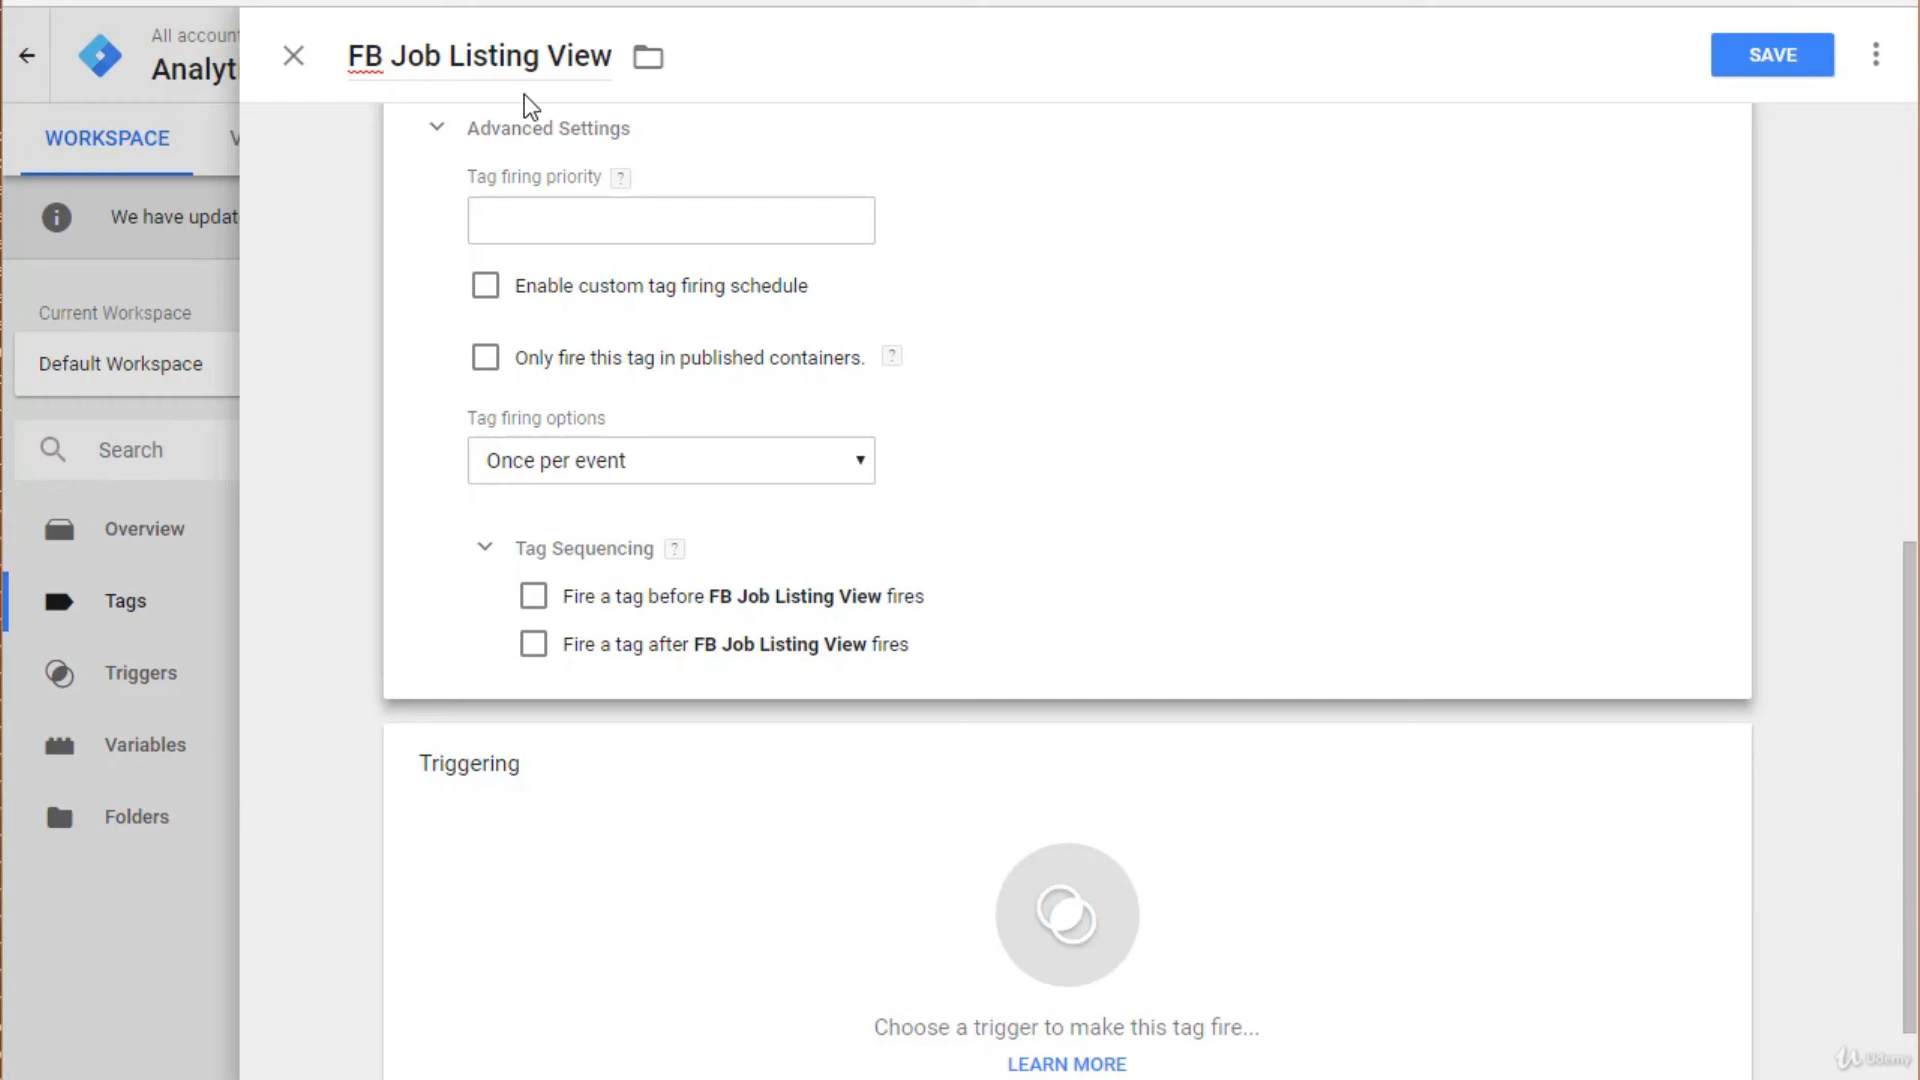 All accoun
Analyt
FB Job Listing View
SAVE
WORKSPACE
V
We have updat
Current Workspace
Default Workspace
Search
Overview
Tags
Triggers
Variables
Folders
Advanced Settings
Tag firing priority ?
Enable custom tag firing schedule
Only fire this tag in published containers. ?
Tag firing options
Once per event
Tag Sequencing ?
Fire a tag before FB Job Listing View fires
Fire a tag after FB Job Listing View fires
Triggering
Choose a trigger to make this tag fire...
LEARN MORE
Udemy